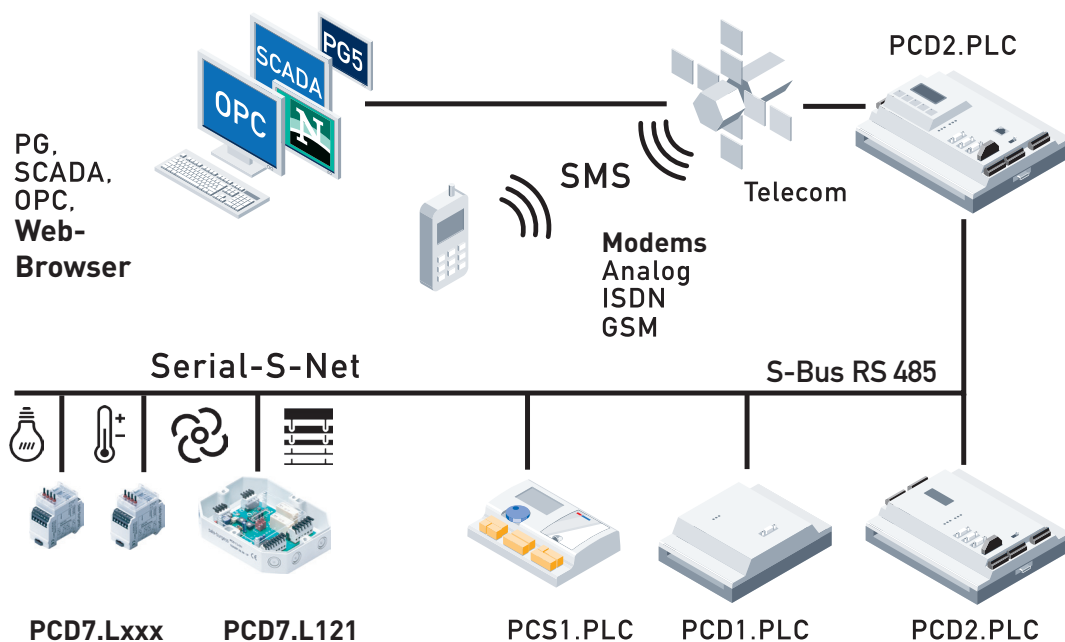 PG5
SCADA
OPC
N
PCD2.PLC
PG,
SCADA,
OPC,
Web-
Browser
SMS
Telecom
Modems
Analog
ISDN
GSM
Serial-S-Net
S-Bus RS 485
PCD7.Lxxx
PCD7.L121
PCS1.PLC
PCD1.PLC
PCD2.PLC